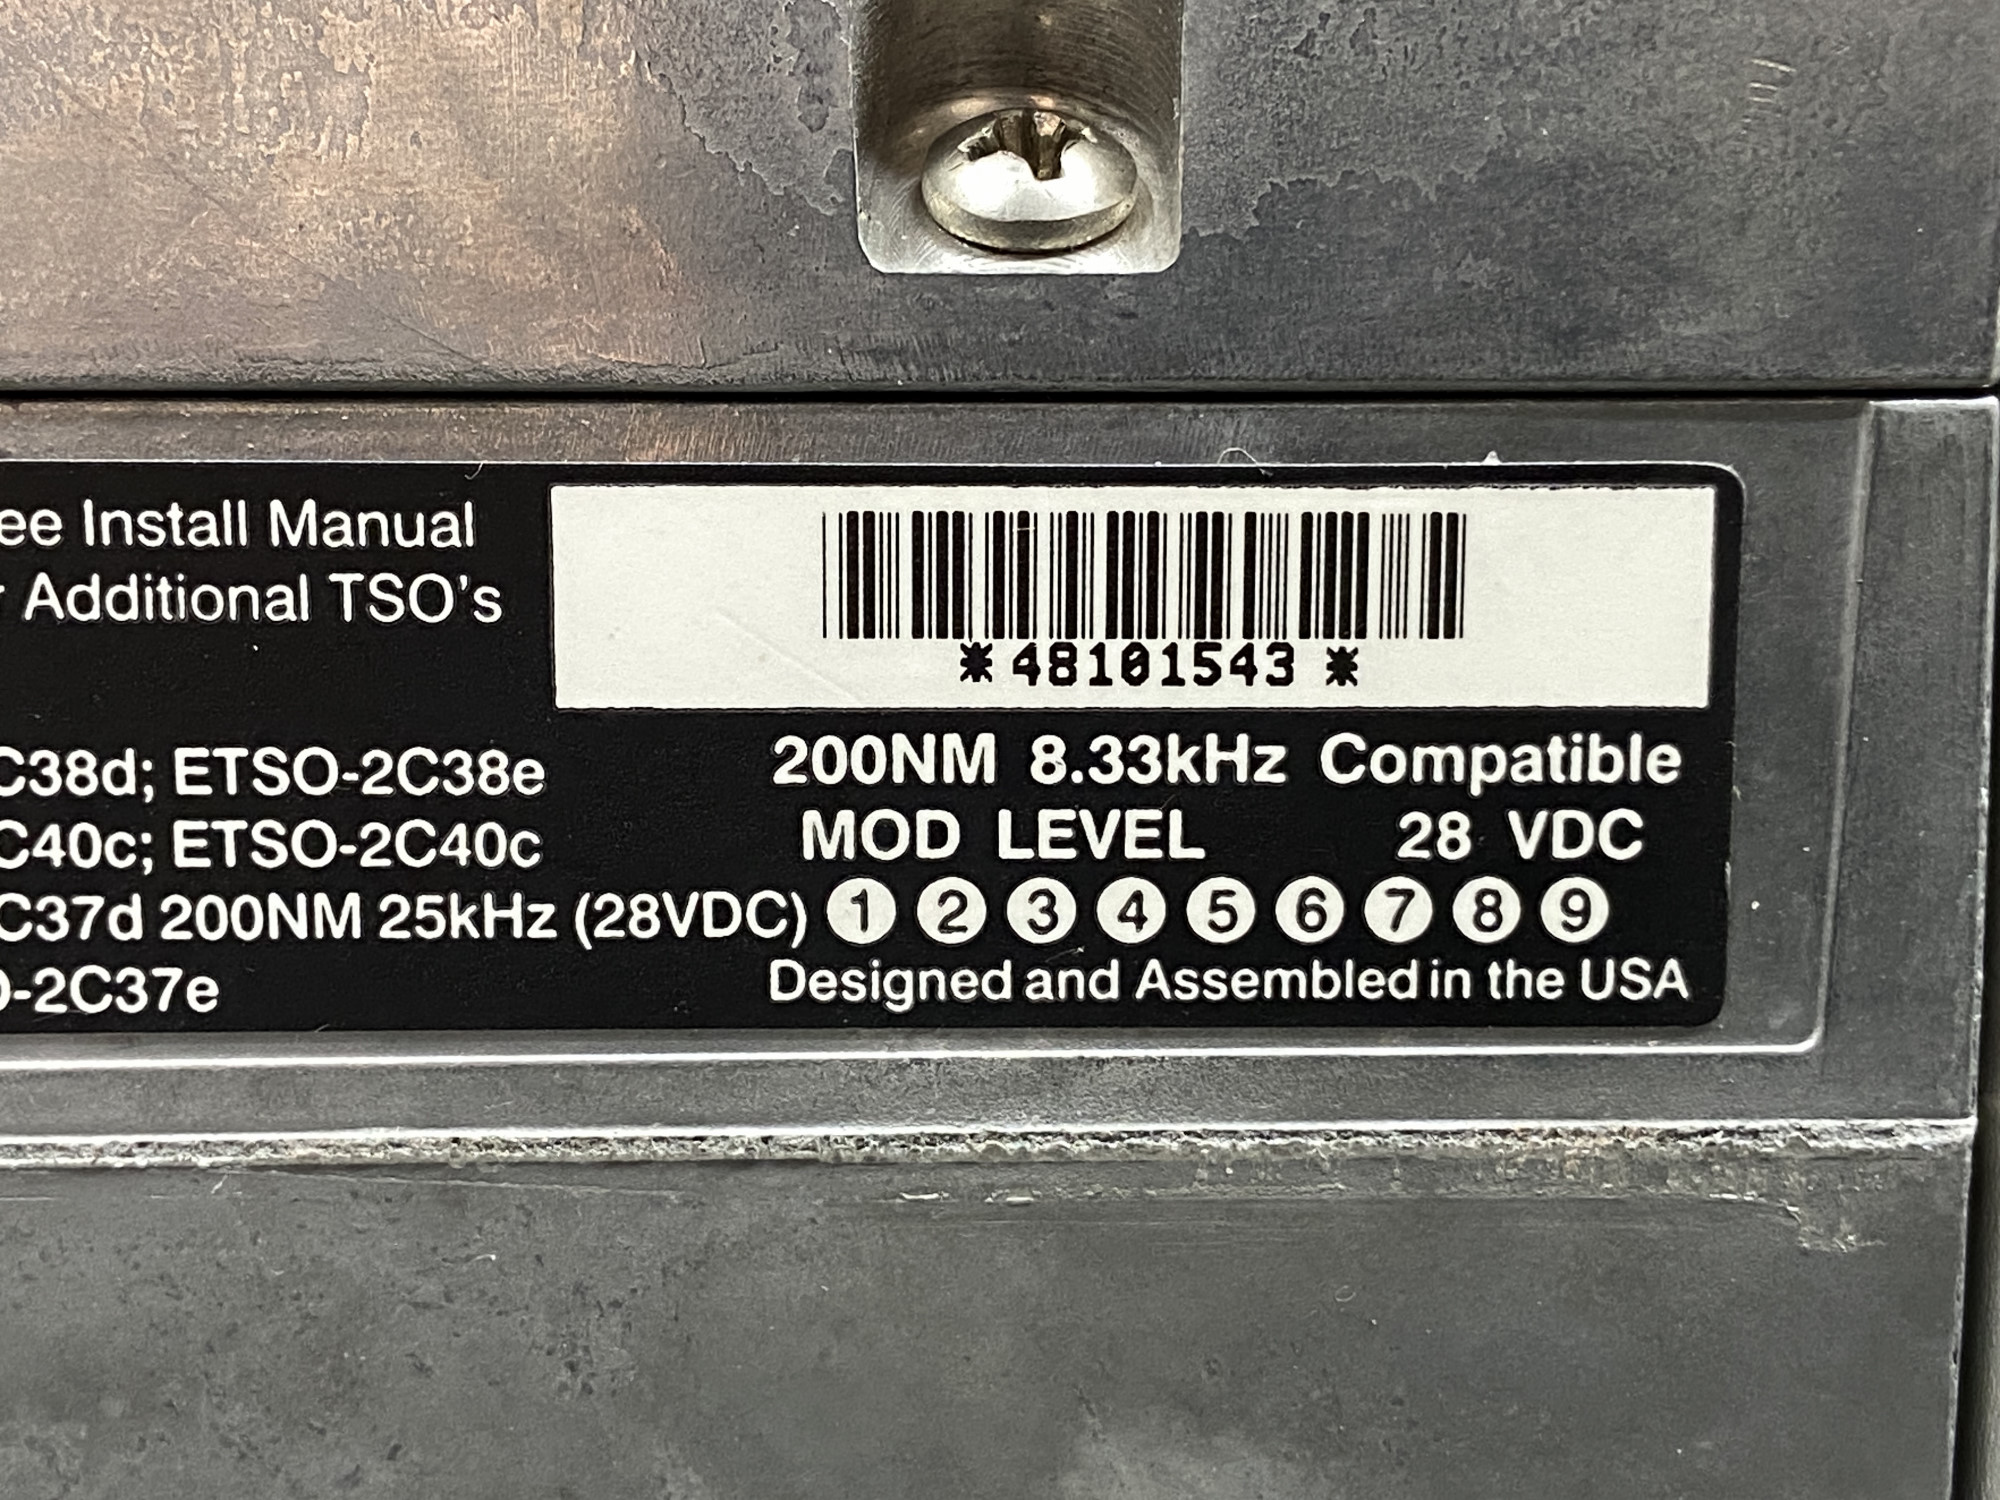 ee Install Manual
r Additional TSO's
*48101543 *
C38d; ETSO-2C38e
C40c; ETSO-2C40c
C37d 200NM 25kHz (28VDC)
O-2C37e
200NM 8.33kHz Compatible
MOD LEVEL 28 VDC
1 2 3 4 5 6 7 8 9
Designed and Assembled in the USA